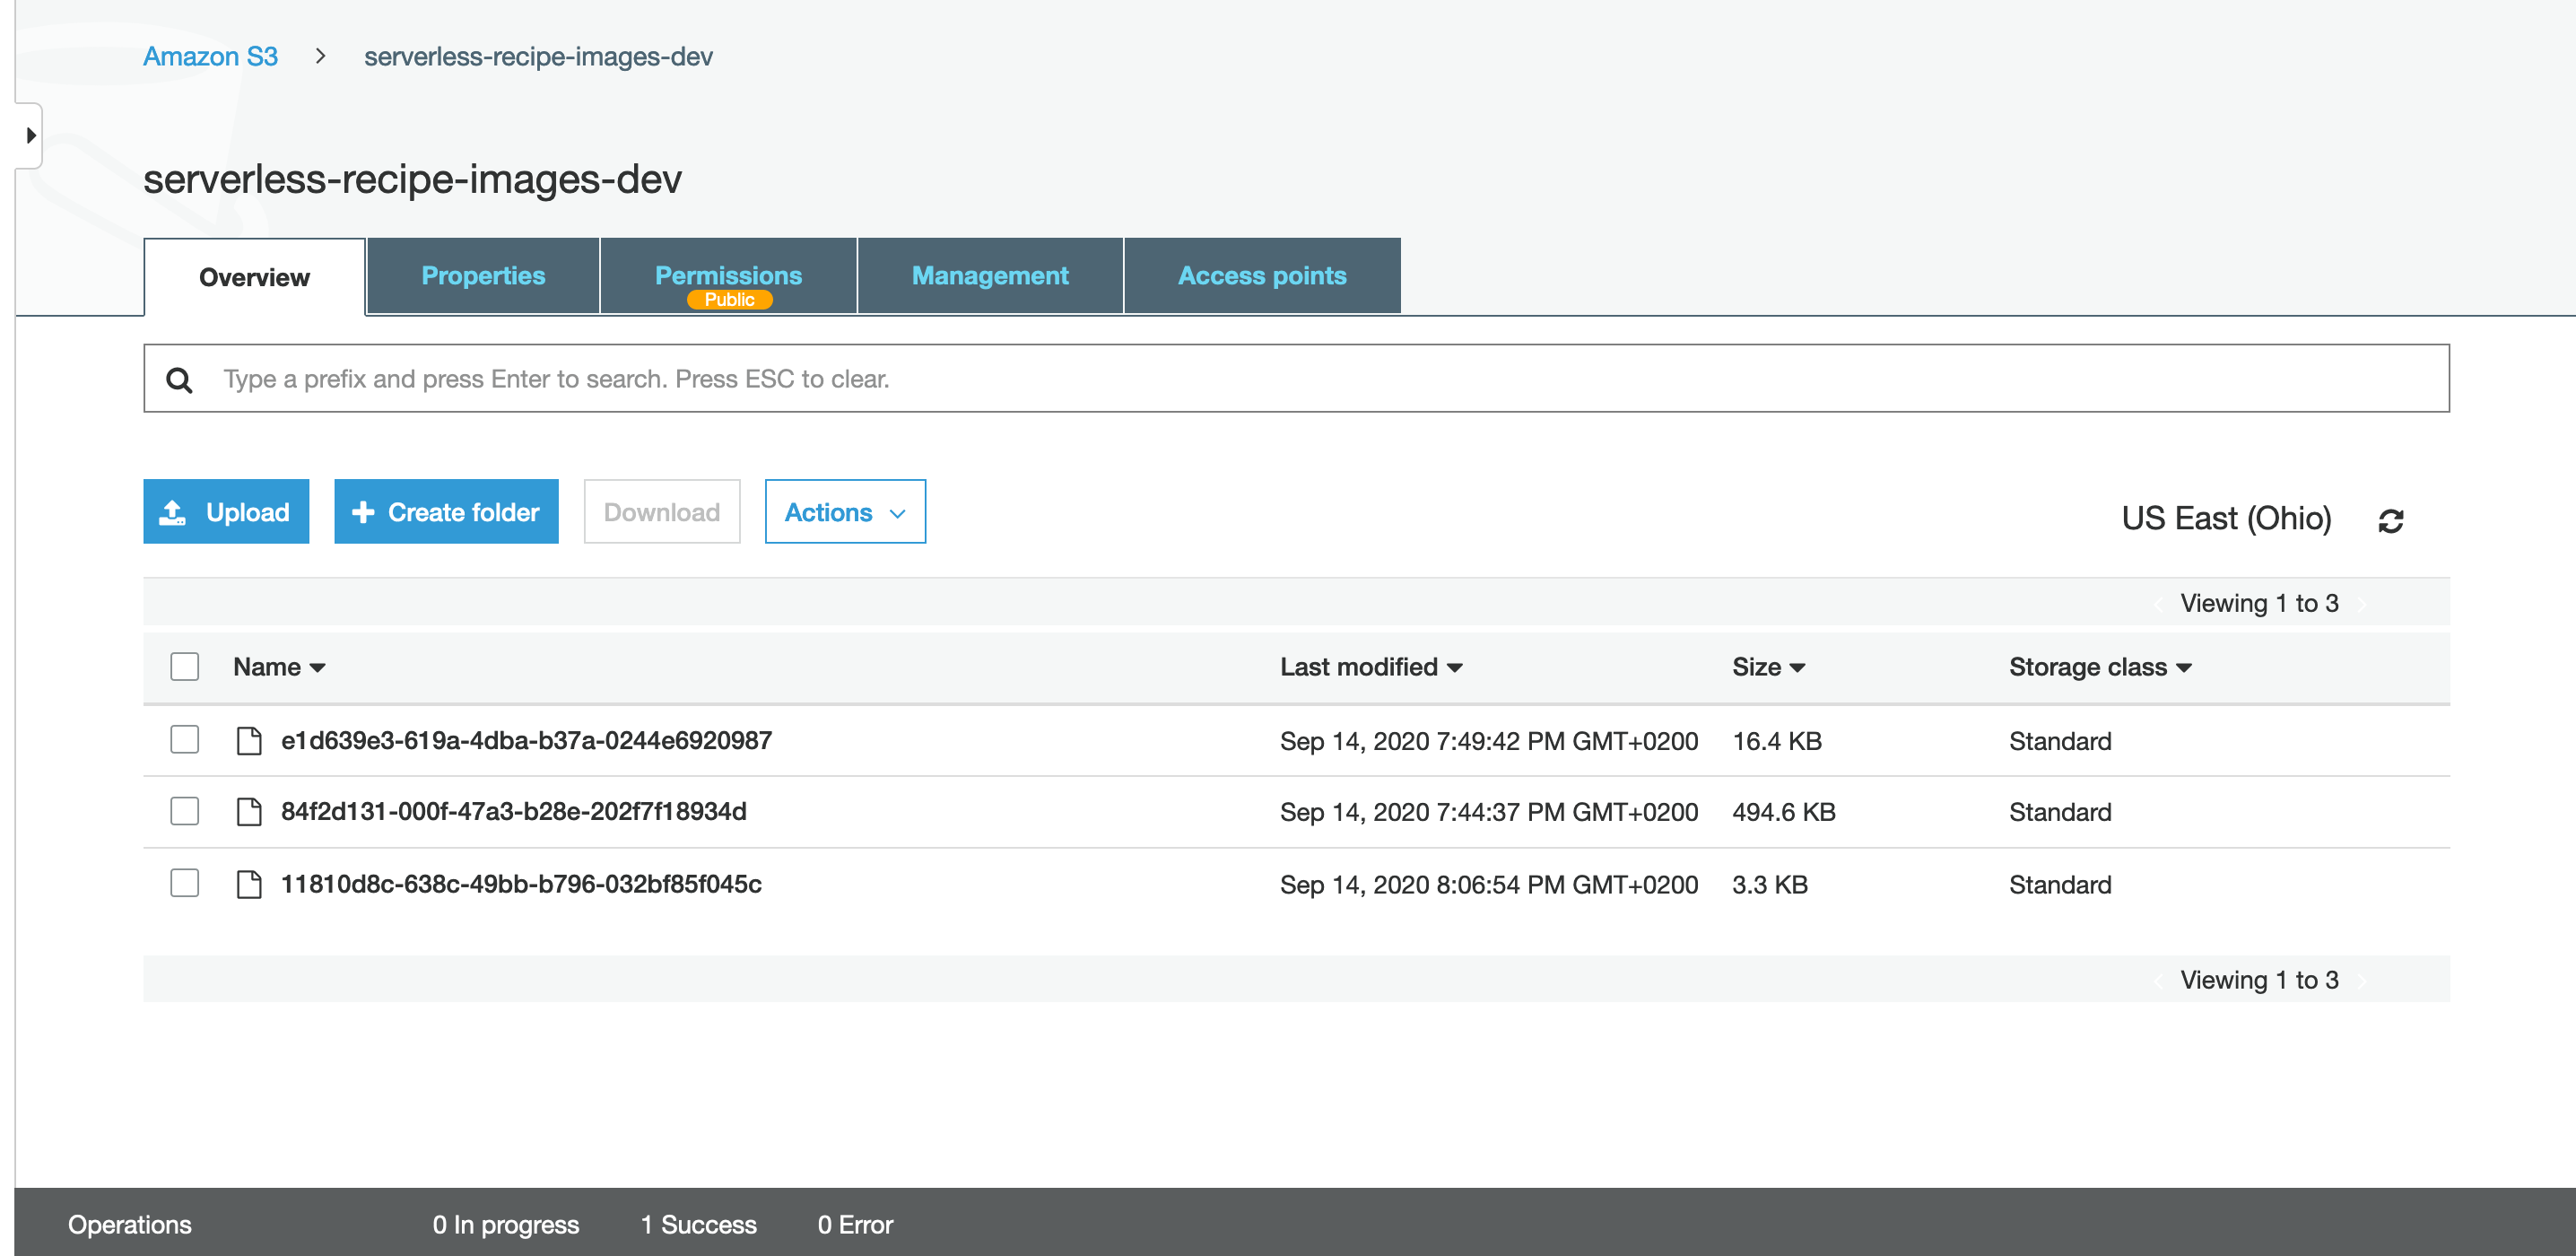 Amazon S3 > serverless-recipe-images-dev
serverless-recipe-images-dev
Overview Properties Permissions Management Access points
Public
Type a prefix and press Enter to search. Press ESC to clear.
Upload Create folder Download Actions US East (Ohio)
Viewing 1 to 3
Name Last modified Size Storage class
e1d639e3-619a-4dba-b37a-0244e6920987 Sep 14, 2020 7:49:42 PM GMT+0200 16.4 KB Standard
84f2d131-000f-47a3-b28e-202f7f18934d Sep 14, 2020 7:44:37 PM GMT+0200 494.6 KB Standard
11810d8c-638c-49bb-b796-032bf85f045c Sep 14, 2020 8:06:54 PM GMT+0200 3.3 KB Standard
Viewing 1 to 3
Operations 0 In progress 1 Success 0 Error